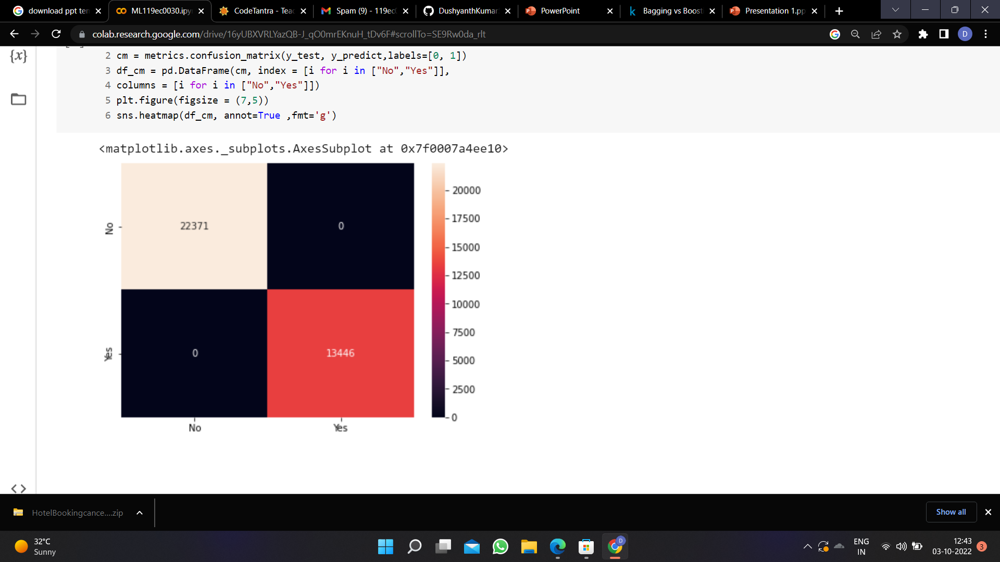 download ppt ten
ML119ec0030.ipy
CodeTantra - Teac
Spam (9) - 119ec
DushyanthKumar
PowerPoint
Bagging vs Boosti
Presentation 1.pp
colab.research.google.com/drive/16yUBXVRLYazQB-J_qO0mrEKnuH_tDv6F#scrollTo=SE9Rw0da_rlt
D
{x}
2 cm = metrics.confusion_matrix(y_test, y_predict,labels=[0, 1])
3 df_cm = pd.DataFrame(cm, index = [i for i in ["No","Yes"]],
4 columns = [i for i in ["No","Yes"]])
5 plt.figure(figsize = (7,5))
6 sns.heatmap(df_cm, annot=True ,fmt='g')
<matplotlib.axes._subplots.AxesSubplot at 0x7f0007a4ee10>
No
22371
0
Yes
0
13446
No
Yes
20000
17500
15000
12500
10000
7500
5000
2500
0
HotelBookingcance....zip
Show all
32°C
Sunny
D
ENG
IN
12:43
03-10-2022
3